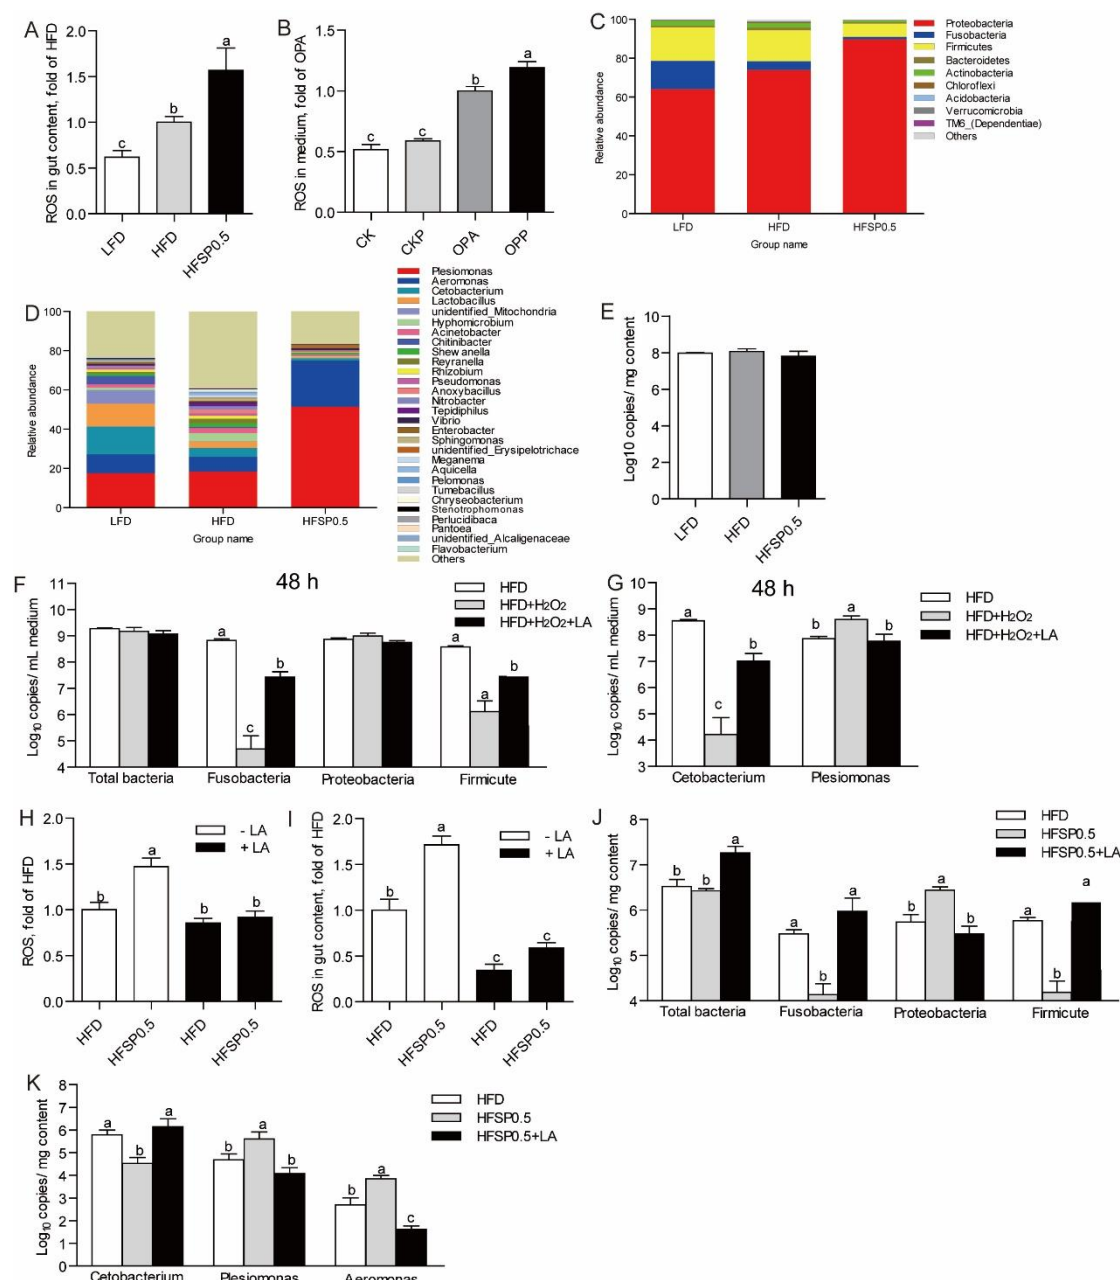 A
ROS in gut content, fold of HFD
2.0
1.5
1.0
0.5
0.0
c
b
a
LFD
HFD
HFSP0.5
B
ROS in medium, fold of OPA
1.5
1.0
0.5
0.0
c
c
b
a
CK
CKP
OPA
OPP
C
Relative abundance
100
80
60
40
20
0
LFD
HFD
HFSP0.5
Group name
Proteobacteria
Fusobacteria
Firmicutes
Bacteroidetes
Actinobacteria
Chloroflexi
Acidobacteria
Verrucomicrobia
TM6_(Dependentiae)
Others
D
Relative abundance
100
80
60
40
20
0
LFD
HFD
HFSP0.5
Group name
Plesiomonas
Aeromonas
Cetobacterium
Lactobacillus
unidentified_Mitochondria
Hyphomicrobium
Acinetobacter
Chitinibacter
Shewanella
Reyranella
Rhizobium
Pseudomonas
Anoxybacillus
Nitrobacter
Tepidiphilus
Vibrio
Enterobacter
Sphingomonas
unidentified_Erysipelotrichace
Meganema
Aquicella
Pelomonas
Tumebacillus
Chryseobacterium
Stenotrophomonas
Perlucidibaca
Pantoea
unidentified_Alcaligenaceae
Flavobacterium
Others
E
Log10 copies/ mg content
10
8
6
4
2
0
LFD
HFD
HFSP0.5
F
48 h
Log10 copies/ mL medium
11
10
9
8
7
6
5
4
a
c
b
a
a
b
Total bacteria
Fusobacteria
Proteobacteria
Firmicute
HFD
HFD+H2O2
HFD+H2O2+LA
G
48 h
Log10 copies/ mL medium
10
9
8
7
6
5
4
3
a
c
b
b
a
b
Cetobacterium
Plesiomonas
HFD
HFD+H2O2
HFD+H2O2+LA
H
ROS, fold of HFD
2.0
1.5
1.0
0.5
0.0
b
a
b
b
HFD
HFSP0.5
HFD
HFSP0.5
- LA
+ LA
I
ROS in gut content, fold of HFD
2.0
1.5
1.0
0.5
0.0
b
a
c
c
HFD
HFSP0.5
HFD
HFSP0.5
- LA
+ LA
J
Log10 copies/ mg content
8
7
6
5
4
b
b
a
a
b
a
b
a
b
a
b
a
Total bacteria
Fusobacteria
Proteobacteria
Firmicute
HFD
HFSP0.5
HFSP0.5+LA
K
Log10 copies/ mg content
8
7
6
5
4
3
2
1
0
a
b
a
b
a
b
b
a
c
Cetobacterium
Plesiomonas
Aeromonas
HFD
HFSP0.5
HFSP0.5+LA